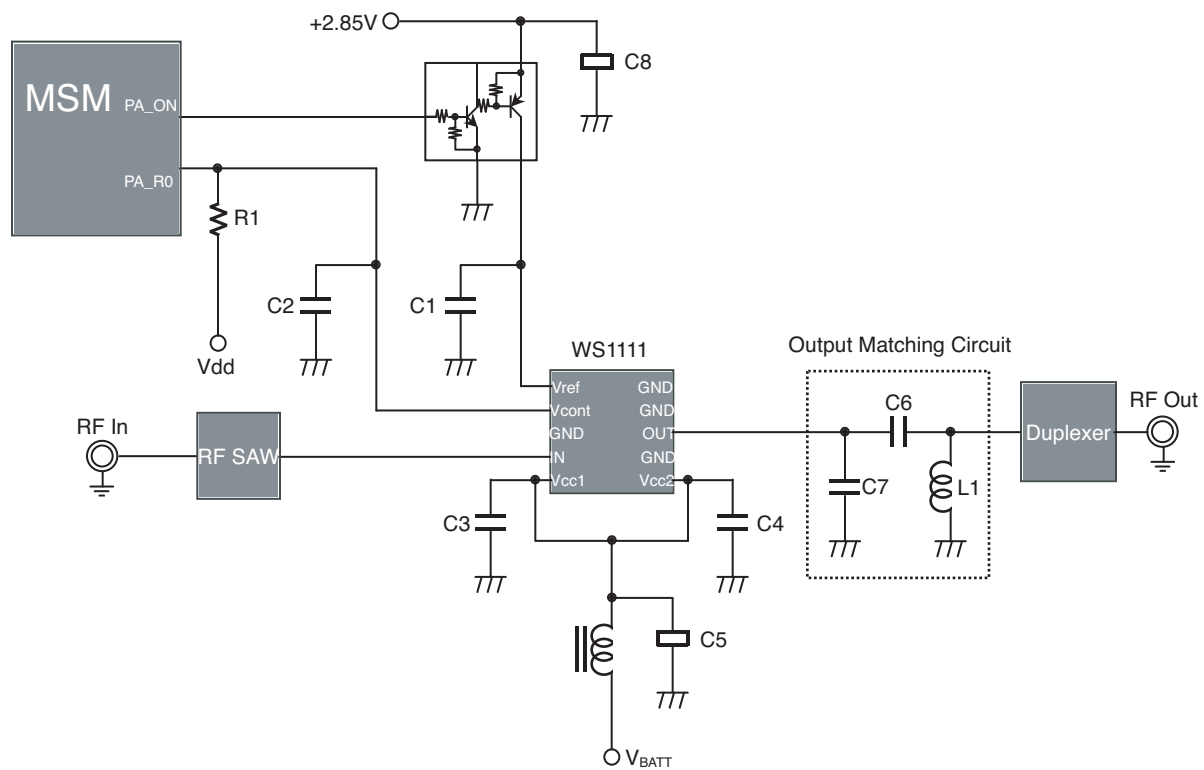 +2.85V
C8
MSM
PA_ON
PA_R0
R1
C2
C1
Vdd
WS1111
Output Matching Circuit
Vref
GND
Vcont
GND
GND
OUT
IN
GND
Vcc1
Vcc2
RF In
RF SAW
C6
C7
L1
Duplexer
RF Out
C3
C4
C5
VBATT